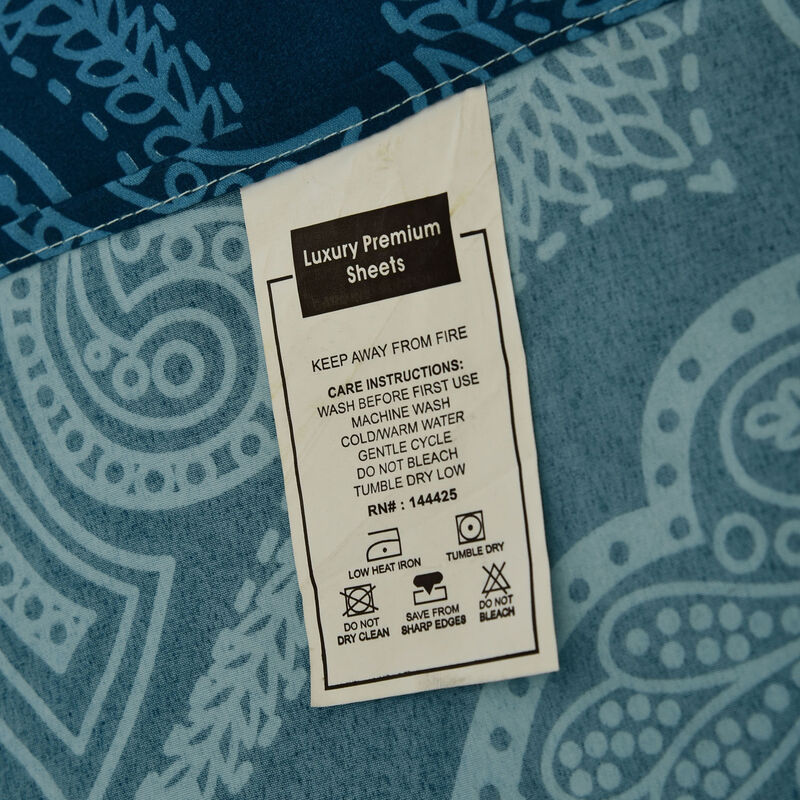 Luxury Premium
Sheets
KEEP AWAY FROM FIRE
CARE INSTRUCTIONS:
WASH BEFORE FIRST USE
MACHINE WASH
COLD/WARM WATER
GENTLE CYCLE
DO NOT BLEACH
TUMBLE DRY LOW
RN# : 144425
LOW HEAT IRON
TUMBLE DRY
DO NOT
DRY CLEAN
SAVE FROM
SHARP EDGES
DO NOT
BLEACH